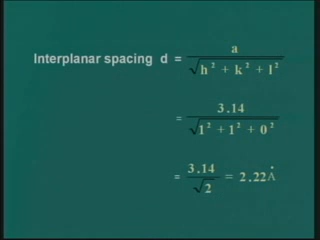 Interplanar spacing d = a / √h² + k² + l²
= 3.14 / √1² + 1² + 0²
= 3.14 / √2 = 2.22Å